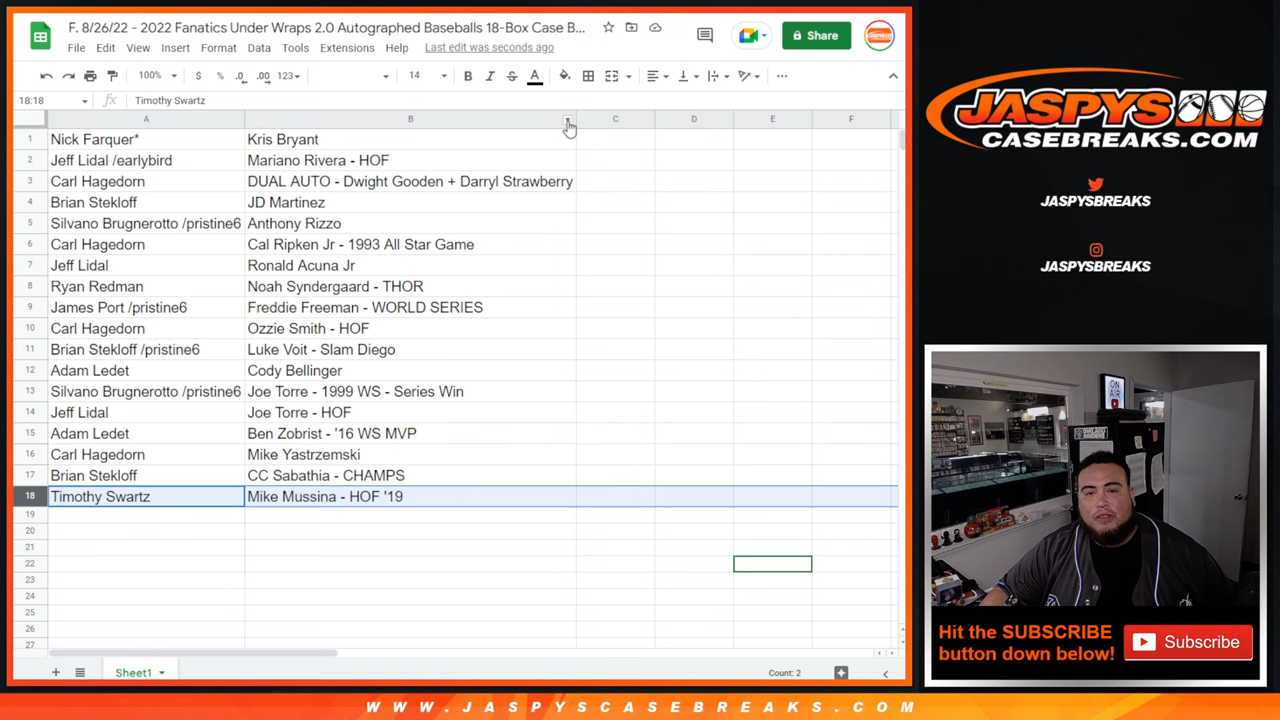 F. 8/26/22 - 2022 Fanatics Under Wraps 2.0 Autographed Baseballs 18-Box Case B...
File Edit View Insert Format Data Tools Extensions Help Last edit was seconds ago
Share
100% $ % .0 .00 123 14 B I S A
18:18 fx Timothy Swartz
A B C D E F
1 Nick Farquer* Kris Bryant
2 Jeff Lidal /earlybird Mariano Rivera - HOF
3 Carl Hagedorn DUAL AUTO - Dwight Gooden + Darryl Strawberry
4 Brian Stekloff JD Martinez
5 Silvano Brugnerotto /pristine6 Anthony Rizzo
6 Carl Hagedorn Cal Ripken Jr - 1993 All Star Game
7 Jeff Lidal Ronald Acuna Jr
8 Ryan Redman Noah Syndergaard - THOR
9 James Port /pristine6 Freddie Freeman - WORLD SERIES
10 Carl Hagedorn Ozzie Smith - HOF
11 Brian Stekloff /pristine6 Luke Voit - Slam Diego
12 Adam Ledet Cody Bellinger
13 Silvano Brugnerotto /pristine6 Joe Torre - 1999 WS - Series Win
14 Jeff Lidal Joe Torre - HOF
15 Adam Ledet Ben Zobrist - '16 WS MVP
16 Carl Hagedorn Mike Yastrzemski
17 Brian Stekloff CC Sabathia - CHAMPS
18 Timothy Swartz Mike Mussina - HOF '19
19
20
21
22
23
24
25
26
27
Sheet1
Count: 2
JASPYS
CASEBREAKS.COM
JASPYSBREAKS
JASPYSBREAKS
ON
AIR
Hit the SUBSCRIBE
button down below!
Subscribe
WWW.JASPYSCASEBREAKS.COM